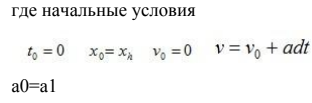 где начальные условия
t₀ = 0 x₀= xₕ v₀ = 0 v = v₀ + adt
a0=a1